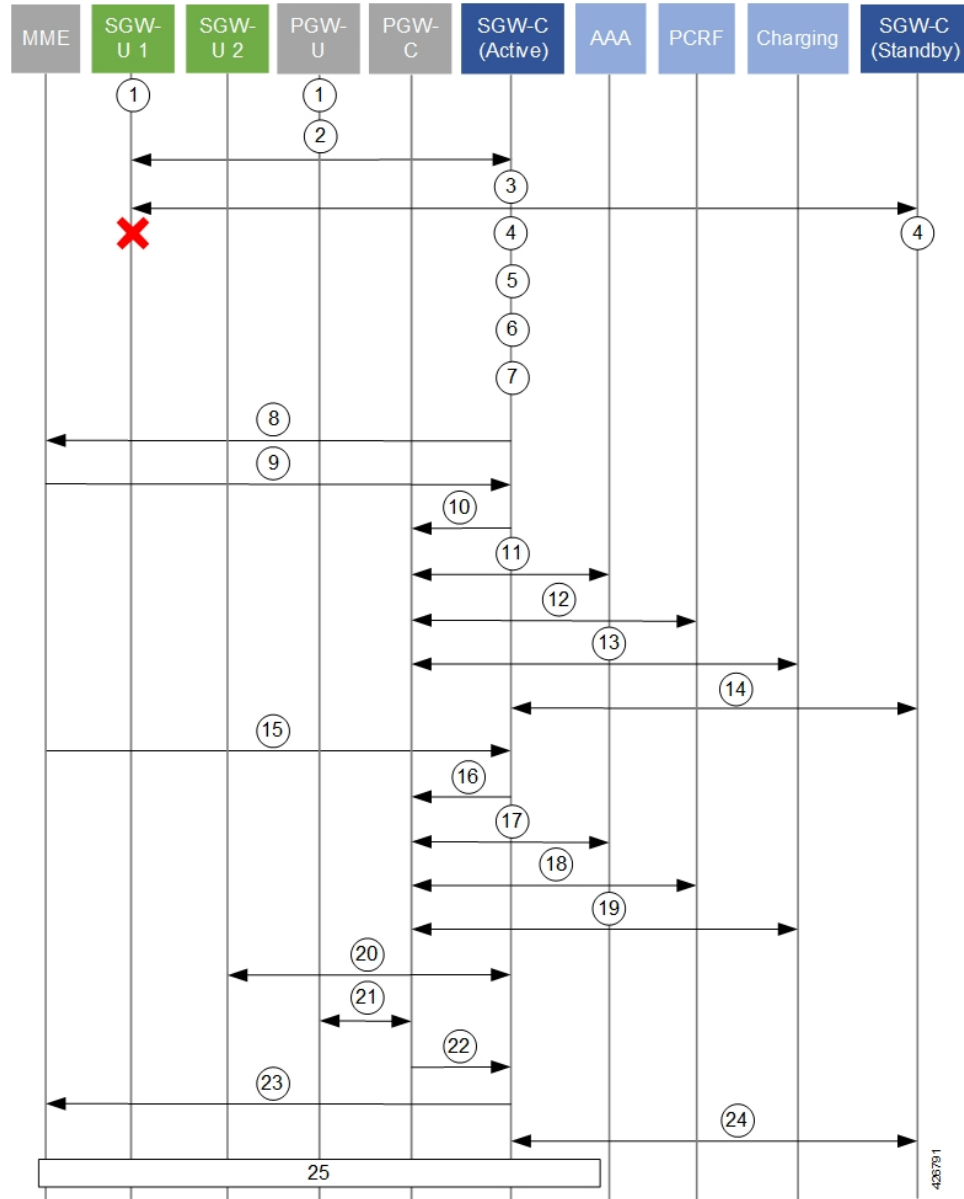 MME
SGW-
U 1
SGW-
U 2
PGW-
U
PGW-
C
SGW-C
(Active)
AAA
PCRF
Charging
SGW-C
(Standby)
1
1
2
3
4
4
5
6
7
8
9
10
11
12
13
14
15
16
17
18
19
20
21
22
23
24
25
426791